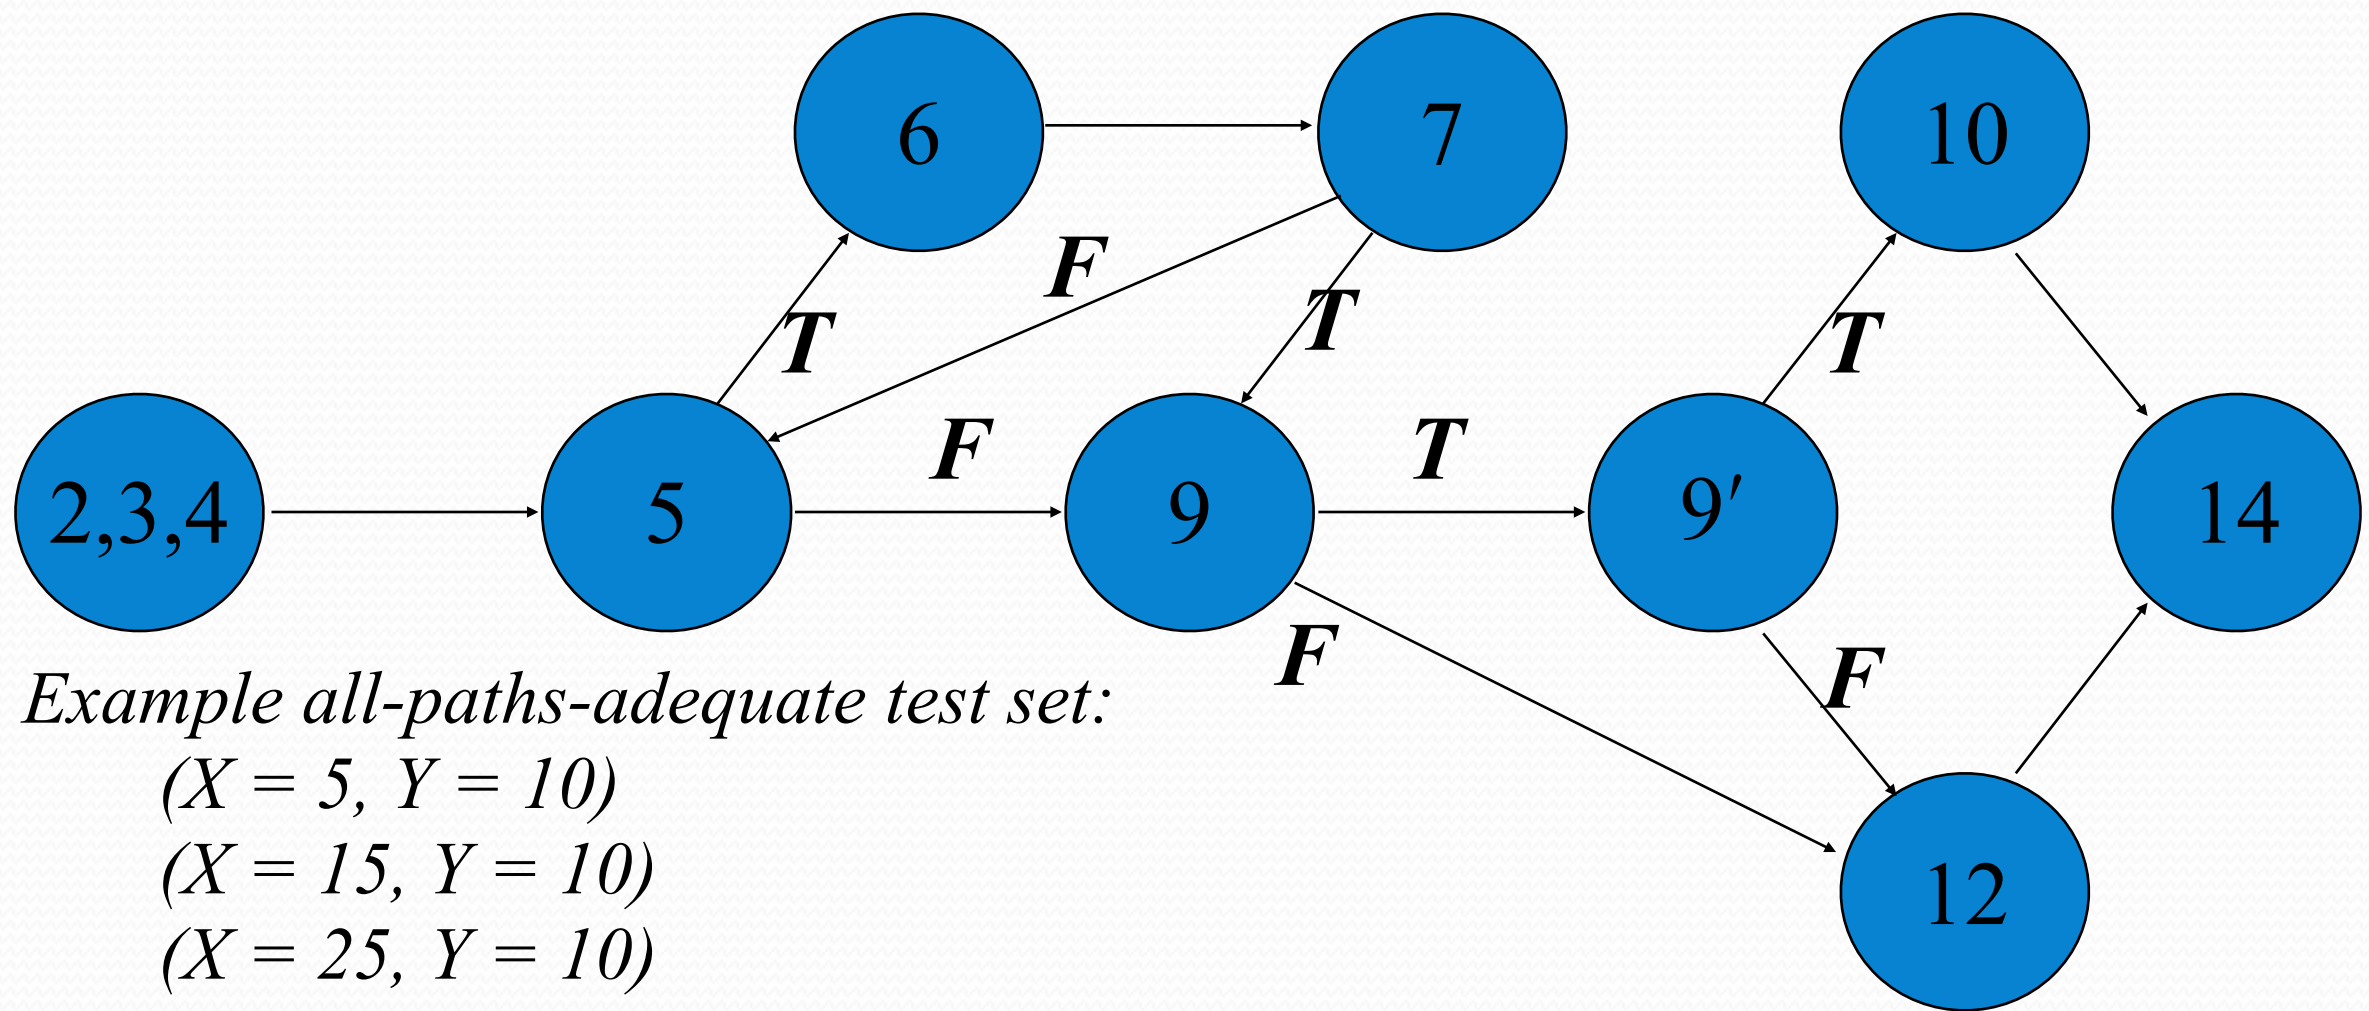 6
7
10
F
T
T
T
F
T
2,3,4
5
9
9′
14
F
F
Example all-paths-adequate test set:
(X = 5, Y = 10)
(X = 15, Y = 10)
(X = 25, Y = 10)
12